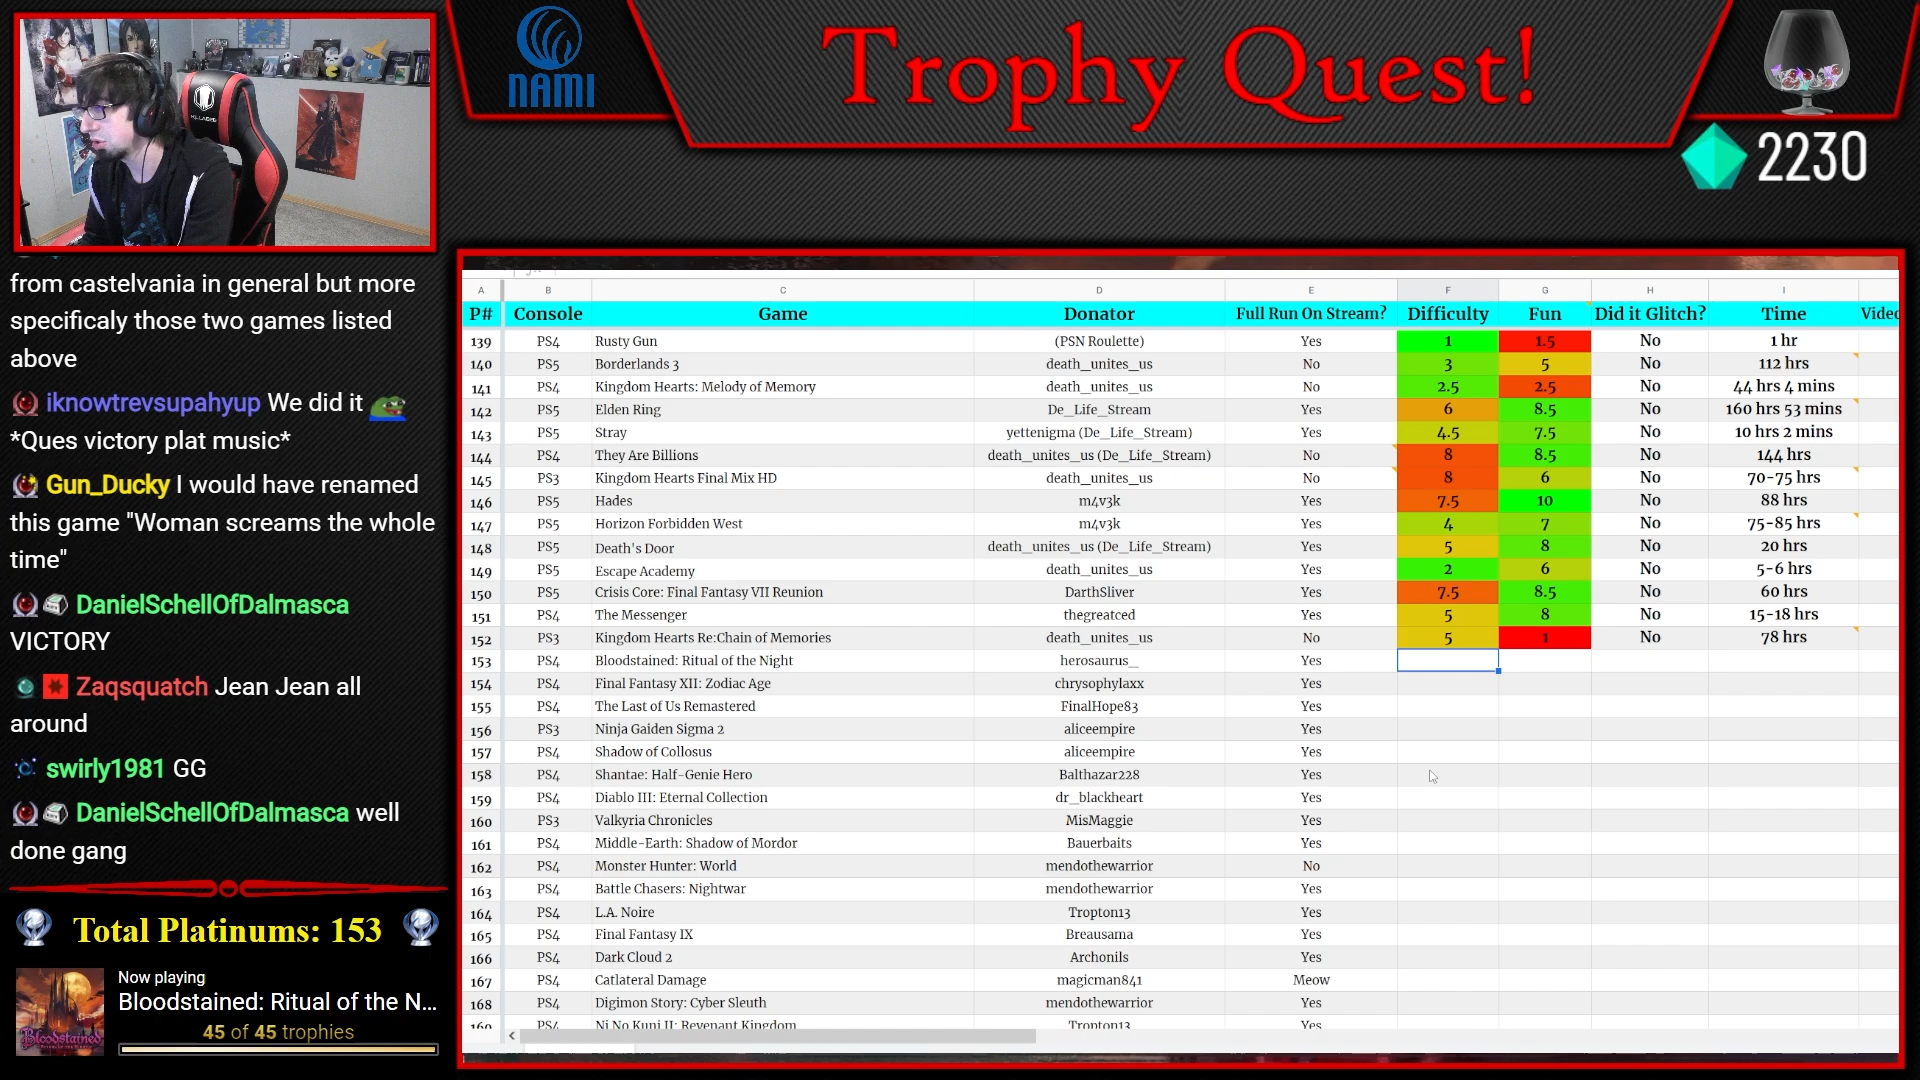 NAMI
Trophy Quest!
2230
from castelvania in general but more
specificaly those two games listed
above
iknowtrevsupahyup We did it
*Ques victory plat music*
Gun_Ducky I would have renamed
this game "Woman screams the whole
time"
DanielSchellOfDalmasca
VICTORY
Zaqsquatch Jean Jean all
around
swirly1981 GG
DanielSchellOfDalmasca well
done gang
Total Platinums: 153
Now playing
Bloodstained: Ritual of the N...
45 of 45 trophies
A B C D E F G H I
P# Console Game Donator Full Run On Stream? Difficulty Fun Did it Glitch? Time Video
139 PS4 Rusty Gun (PSN Roulette) Yes 1 1.5 No 1 hr
140 PS5 Borderlands 3 death_unites_us No 3 5 No 112 hrs
141 PS4 Kingdom Hearts: Melody of Memory death_unites_us No 2.5 2.5 No 44 hrs 4 mins
142 PS5 Elden Ring De_Life_Stream Yes 6 8.5 No 160 hrs 53 mins
143 PS5 Stray yettenigma (De_Life_Stream) Yes 4.5 7.5 No 10 hrs 2 mins
144 PS4 They Are Billions death_unites_us (De_Life_Stream) No 8 8.5 No 144 hrs
145 PS3 Kingdom Hearts Final Mix HD death_unites_us No 8 6 No 70-75 hrs
146 PS5 Hades m4v3k Yes 7.5 10 No 88 hrs
147 PS5 Horizon Forbidden West m4v3k Yes 4 7 No 75-85 hrs
148 PS5 Death's Door death_unites_us (De_Life_Stream) Yes 5 8 No 20 hrs
149 PS5 Escape Academy death_unites_us Yes 2 6 No 5-6 hrs
150 PS5 Crisis Core: Final Fantasy VII Reunion DarthSliver Yes 7.5 8.5 No 60 hrs
151 PS4 The Messenger thegreatced Yes 5 8 No 15-18 hrs
152 PS3 Kingdom Hearts Re:Chain of Memories death_unites_us No 5 1 No 78 hrs
153 PS4 Bloodstained: Ritual of the Night herosaurus_ Yes
154 PS4 Final Fantasy XII: Zodiac Age chrysophylaxx Yes
155 PS4 The Last of Us Remastered FinalHope83 Yes
156 PS3 Ninja Gaiden Sigma 2 aliceempire Yes
157 PS4 Shadow of Collosus aliceempire Yes
158 PS4 Shantae: Half-Genie Hero Balthazar228 Yes
159 PS4 Diablo III: Eternal Collection dr_blackheart Yes
160 PS3 Valkyria Chronicles MisMaggie Yes
161 PS4 Middle-Earth: Shadow of Mordor Bauerbaits Yes
162 PS4 Monster Hunter: World mendothewarrior No
163 PS4 Battle Chasers: Nightwar mendothewarrior Yes
164 PS4 L.A. Noire Tropton13 Yes
165 PS4 Final Fantasy IX Breausama Yes
166 PS4 Dark Cloud 2 Archonils Yes
167 PS4 Catlateral Damage magicman841 Meow
168 PS4 Digimon Story: Cyber Sleuth mendothewarrior Yes
169 PS4 Ni No Kuni II: Revenant Kingdom Tropton13 Yes